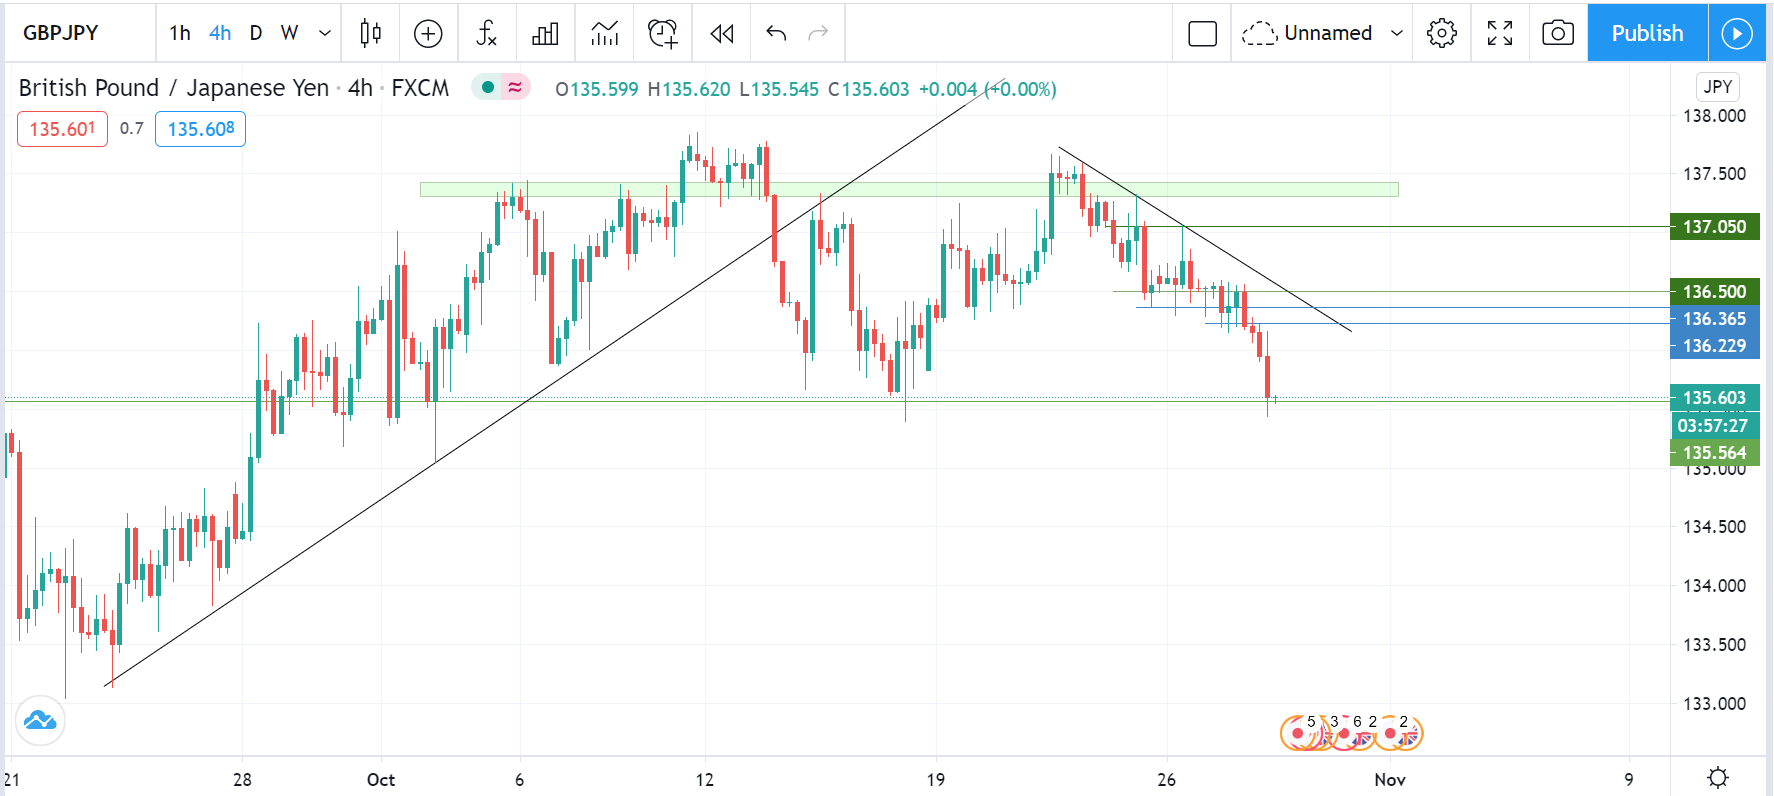 GBPJPY 1h 4h D W Unnamed Publish
British Pound / Japanese Yen · 4h · FXCM O135.599 H135.620 L135.545 C135.603 +0.004 (+0.00%) JPY
135.601 0.7 135.608
138.000
137.500
137.050
136.500
136.365
136.229
135.603
03:57:27
135.564
135.000
134.500
134.000
133.500
133.000
5 3 6 2 2
21 28 Oct 6 12 19 26 Nov 9